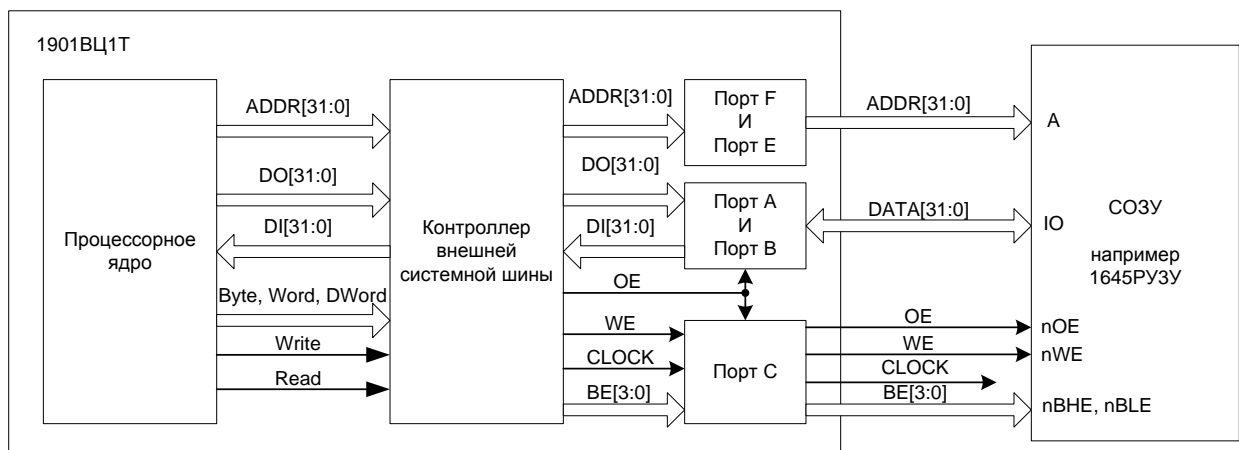 1901ВЦ1Т
Процессорное
ядро
ADDR[31:0]
DO[31:0]
DI[31:0]
Byte, Word, DWord
Write
Read
Контроллер
внешней
системной шины
ADDR[31:0]
DO[31:0]
DI[31:0]
OE
WE
CLOCK
BE[3:0]
Порт F
И
Порт E
Порт А
И
Порт В
Порт С
ADDR[31:0]
DATA[31:0]
OE
WE
CLOCK
BE[3:0]
A
IO
nOE
nWE
nBHE, nBLE
СОЗУ
например
1645РУЗУ